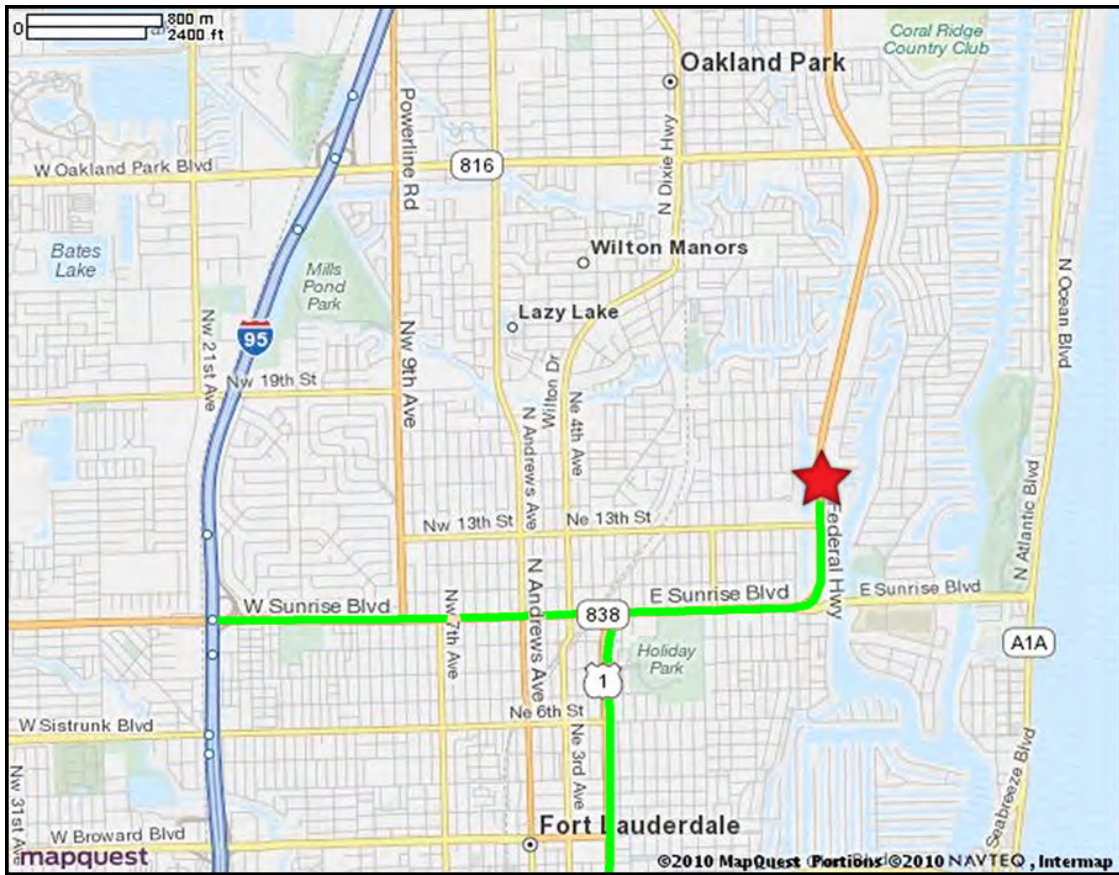 0
800 m
2400 ft
Coral Ridge
Country Club
Oakland Park
Powerline Rd
W Oakland Park Blvd
816
N Dixie Hwy
Bates
Lake
Wilton Manors
Mills
Pond
Park
N Ocean Blvd
Nw 21st Ave
95
Lazy Lake
Nw 9th Ave
Nw 19th St
Wilton Dr
Ne 4th Ave
N Andrews Ave
Nw 13th St
Ne 13th St
Federal Hwy
N Atlantic Blvd
W Sunrise Blvd
N Andrews Ave
838
E Sunrise Blvd
E Sunrise Blvd
Nw 7th Ave
Holiday
Park
A1A
1
W Sistrunk Blvd
Ne 6th St
Ne 3rd Ave
Nw 31st Ave
Seabreeze Blvd
W Broward Blvd
Fort Lauderdale
mapquest
©2010 MapQuest Portions ©2010 NAVTEQ, Intermap